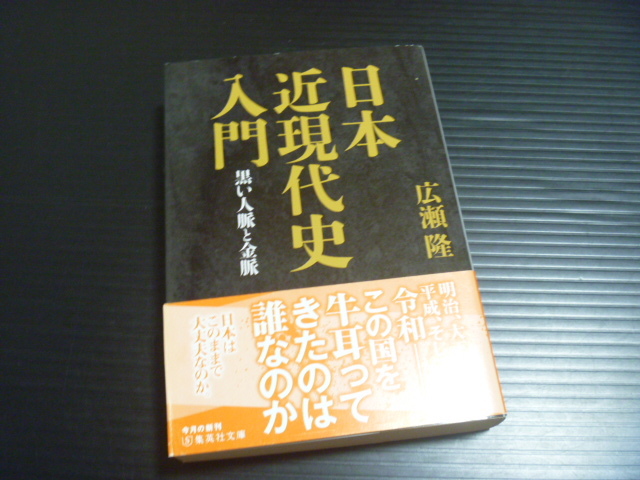 日本
近現代史
入門
黒い人脈と金脈
広瀬隆
明治、大
平成、そ
令和
この国を
牛耳って
きたのは
誰なのか
日本は
このままで
大丈夫なのか
今月の新刊
集英社文庫